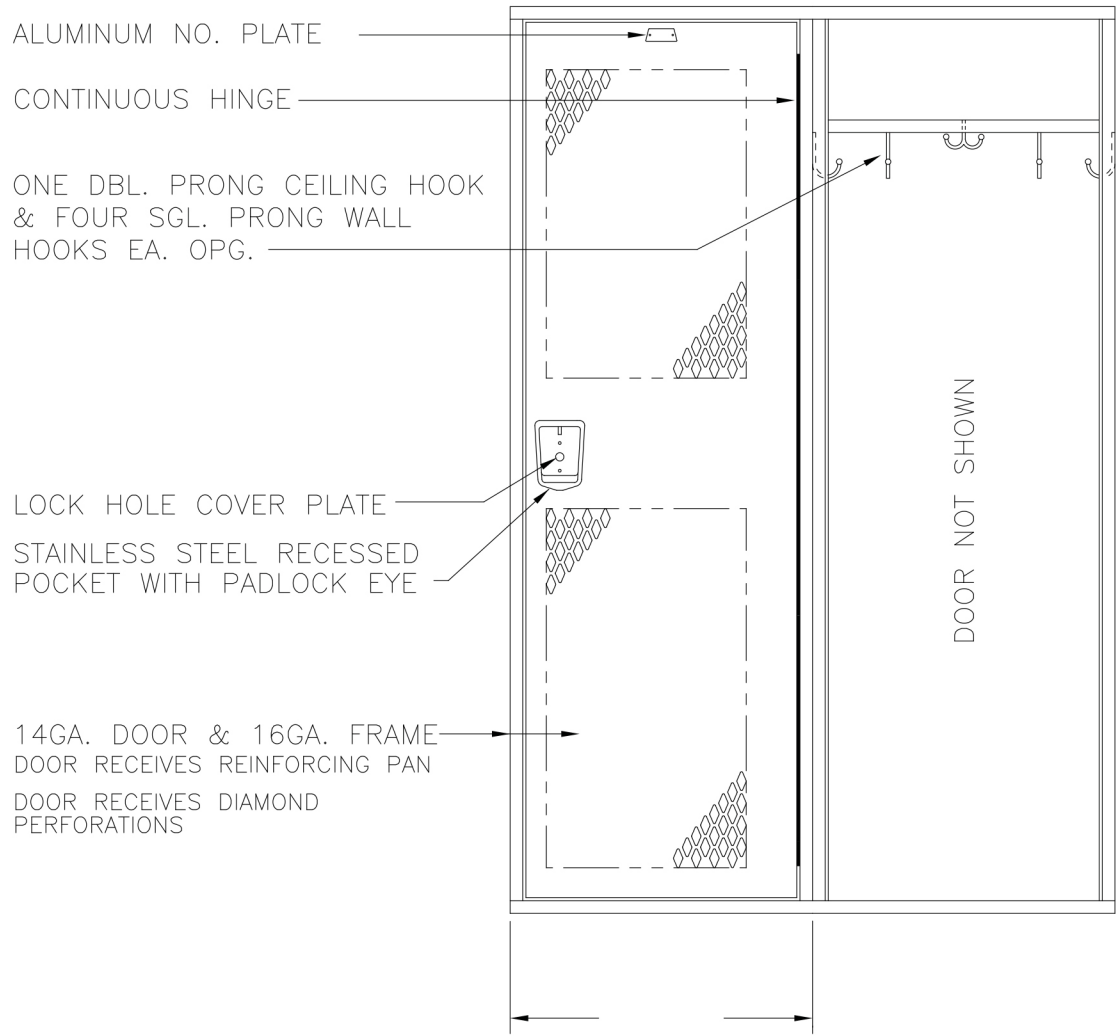 ALUMINUM NO. PLATE
CONTINUOUS HINGE
ONE DBL. PRONG CEILING HOOK
& FOUR SGL. PRONG WALL
HOOKS EA. OPG.
LOCK HOLE COVER PLATE
STAINLESS STEEL RECESSED
POCKET WITH PADLOCK EYE
14GA. DOOR & 16GA. FRAME
DOOR RECEIVES REINFORCING PAN
DOOR RECEIVES DIAMOND
PERFORATIONS
DOOR NOT SHOWN